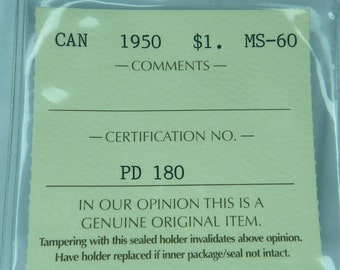 CAN 1950 $1. MS-60
— COMMENTS —
— CERTIFICATION NO. —
PD 180
IN OUR OPINION THIS IS A
GENUINE ORIGINAL ITEM.
Tampering with this sealed holder invalidates above opinion.
Have holder replaced if inner package/seal not intact.